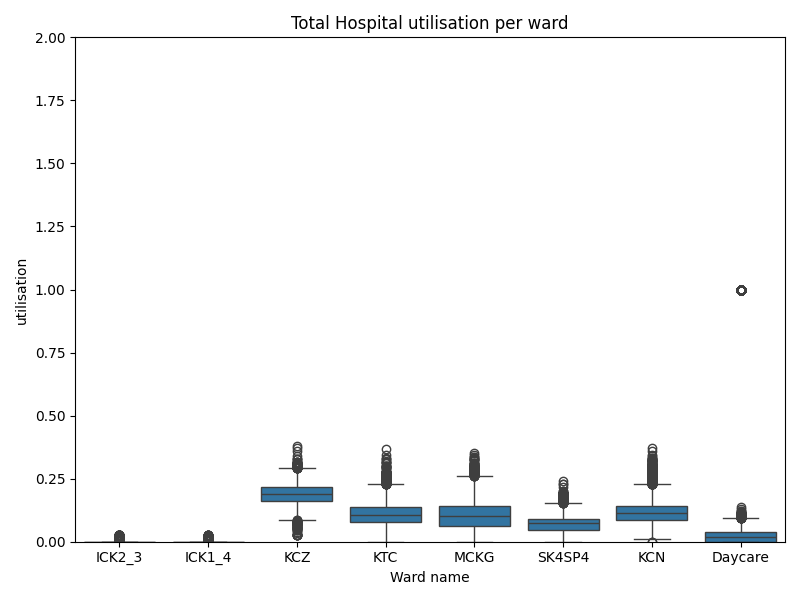 Total Hospital utilisation per ward
2.00
1.75
1.50
1.25
1.00
0.75
0.50
0.25
0.00
utilisation
ICK2_3 ICK1_4 KCZ KTC MCKG SK4SP4 KCN Daycare
Ward name